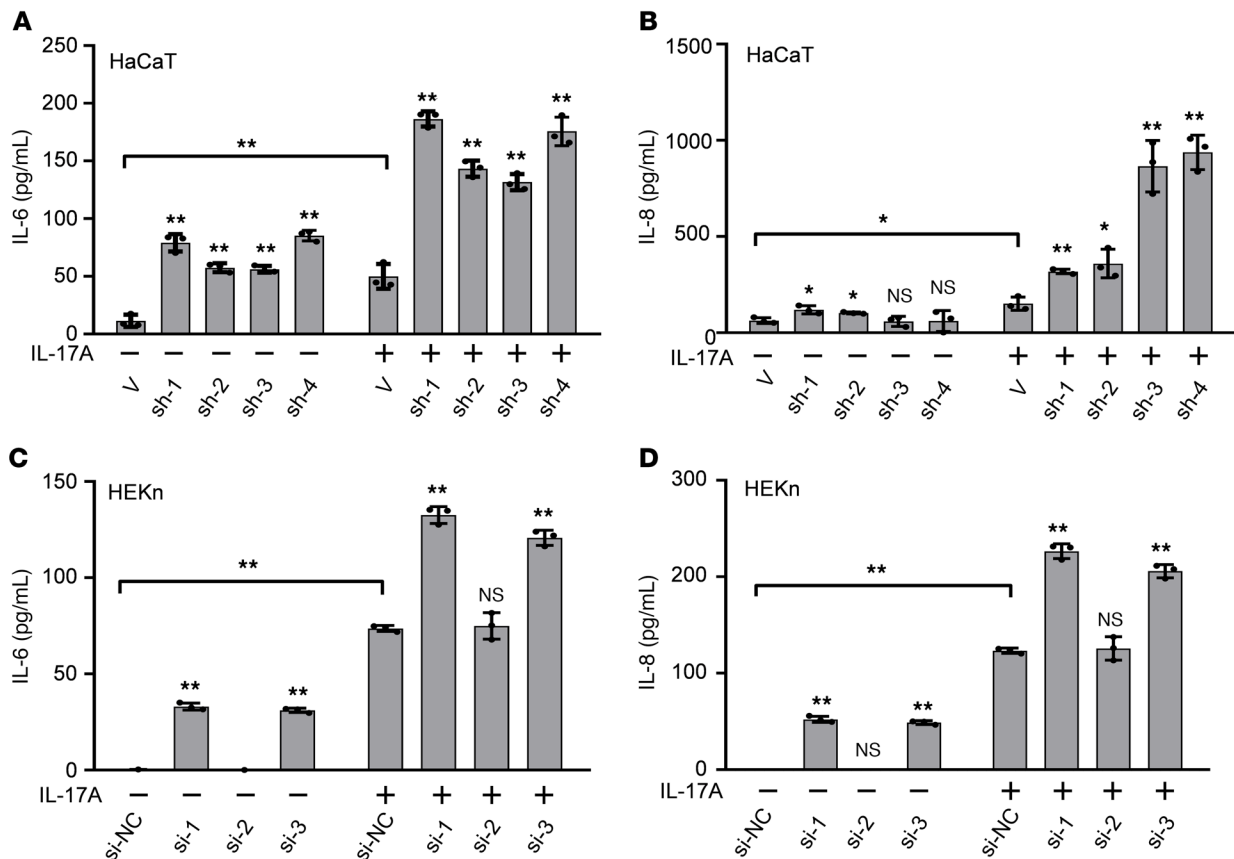 A
HaCaT
IL-6 (pg/mL)
250
200
150
100
50
0
** ** ** ** ** ** ** ** **
IL-17A − − − − − + + + + +
V sh-1 sh-2 sh-3 sh-4 V sh-1 sh-2 sh-3 sh-4
B
HaCaT
IL-8 (pg/mL)
1500
1000
500
0
* * * NS NS ** * ** **
IL-17A − − − − − + + + + +
V sh-1 sh-2 sh-3 sh-4 V sh-1 sh-2 sh-3 sh-4
C
HEKn
IL-6 (pg/mL)
150
100
50
0
** ** ** ** NS **
IL-17A − − − − + + + +
si-NC si-1 si-2 si-3 si-NC si-1 si-2 si-3
D
HEKn
IL-8 (pg/mL)
300
200
100
0
** ** NS ** ** NS **
IL-17A − − − − + + + +
si-NC si-1 si-2 si-3 si-NC si-1 si-2 si-3